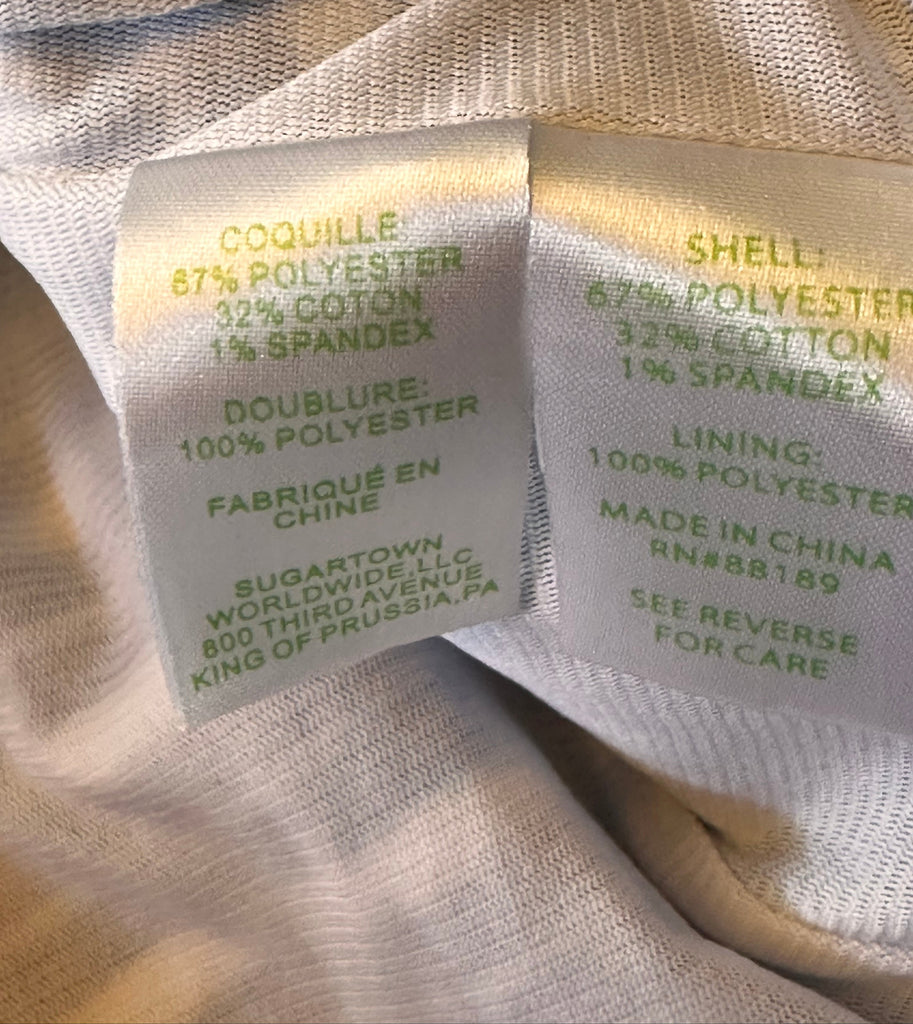 COQUILLE
67% POLYESTER
32% COTON
1% SPANDEX
DOUBLURE:
100% POLYESTER
FABRIQUÉ EN
CHINE
SUGARTOWN
WORLDWIDE, LLC
800 THIRD AVENUE
KING OF PRUSSIA, PA
SHELL:
67% POLYESTER
32% COTTON
1% SPANDEX
LINING:
100% POLYESTER
MADE IN CHINA
RN#88189
SEE REVERSE
FOR CARE